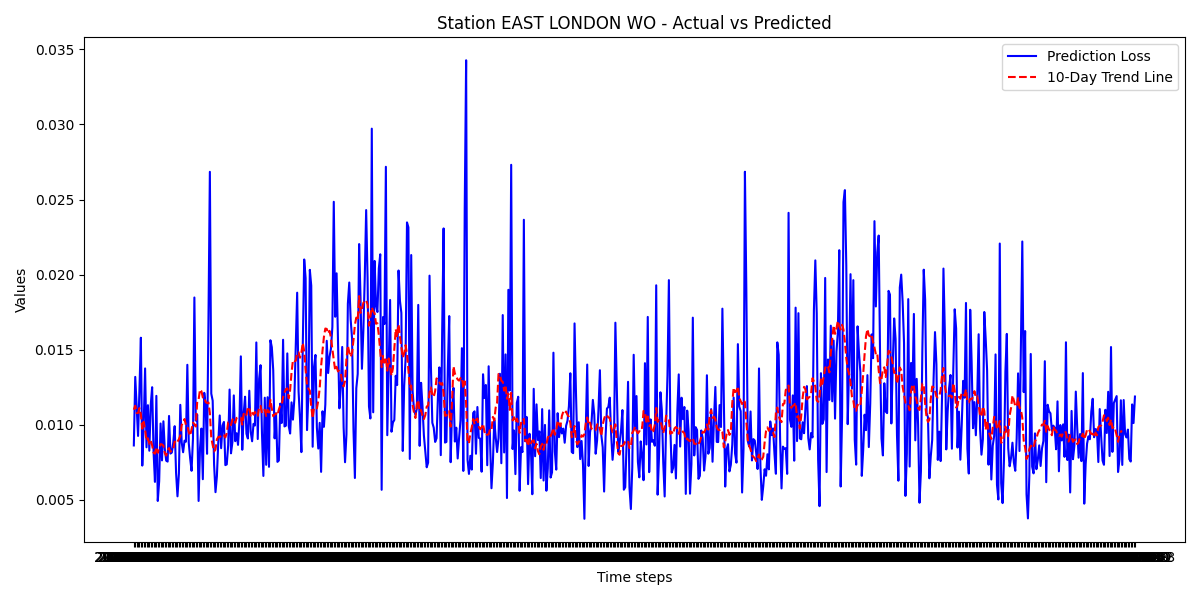 Station EAST LONDON WO - Actual vs Predicted
Prediction Loss
10-Day Trend Line
Values
0.035
0.030
0.025
0.020
0.015
0.010
0.005
Time steps